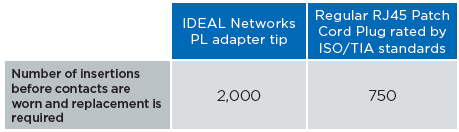 IDEAL Networks
PL adapter tip
Regular RJ45 Patch
Cord Plug rated by
ISO/TIA standards
Number of insertions
before contacts are
worn and replacement is
required
2,000
750